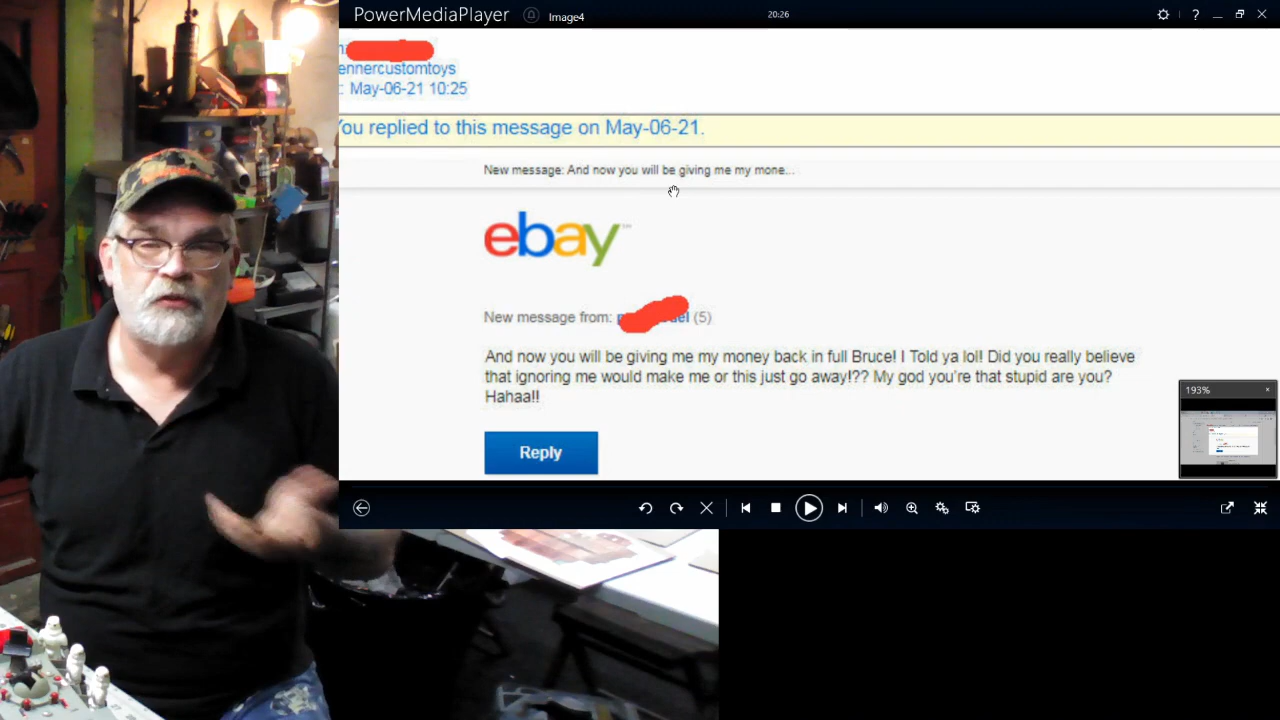 PowerMediaPlayer
Image4
20:26
ennercustomtoys
: May-06-21 10:25
You replied to this message on May-06-21.
New message: And now you will be giving me my mone...
ebay
New message from: (5)
And now you will be giving me my money back in full Bruce! I Told ya lol! Did you really believe
that ignoring me would make me or this just go away!?? My god you're that stupid are you?
Hahaa!!
193%
Reply